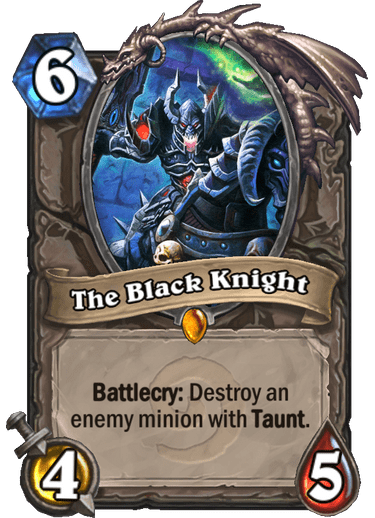 6
The Black Knight
Battlecry: Destroy an
enemy minion with Taunt.
4
5